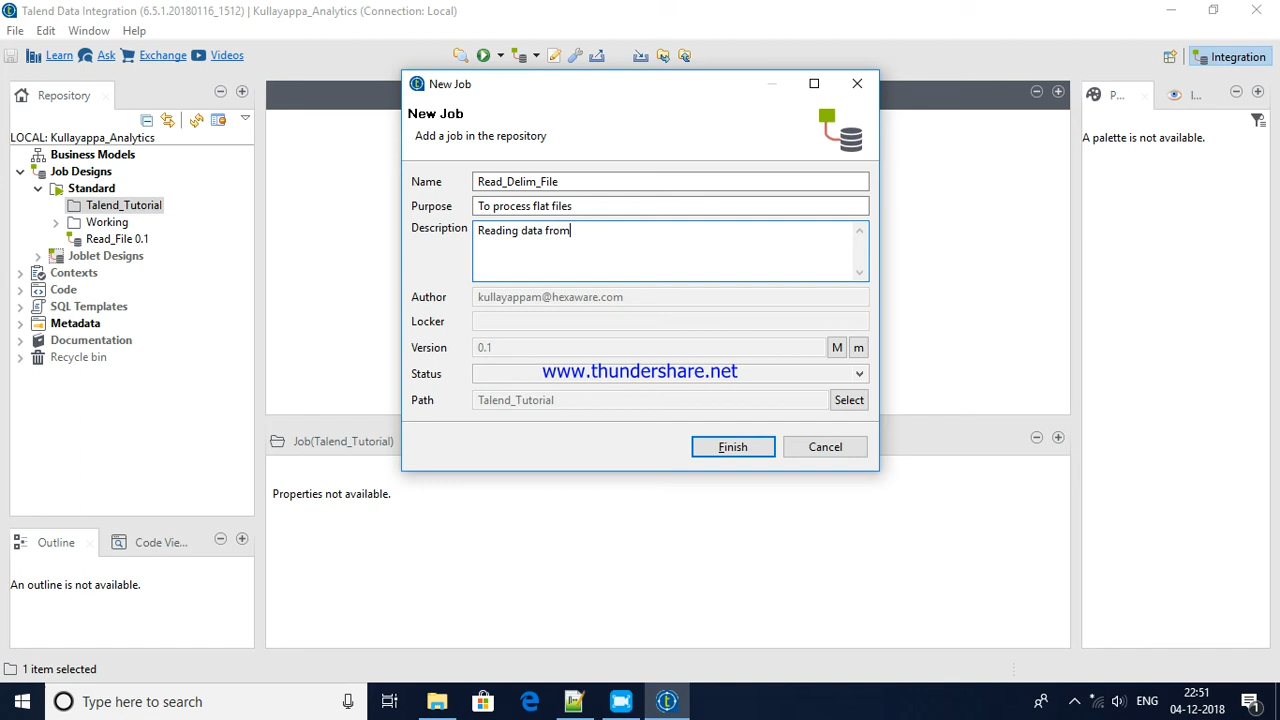 Talend Data Integration (6.5.1.20180116_1512) | Kullayappa_Analytics (Connection: Local)
File Edit Window Help
Learn Ask Exchange Videos
Integration
Repository
LOCAL: Kullayappa_Analytics
Business Models
Job Designs
Standard
Talend_Tutorial
Working
Read_File 0.1
Joblet Designs
Contexts
Code
SQL Templates
Metadata
Documentation
Recycle bin
New Job
New Job
Add a job in the repository
Name Read_Delim_File
Purpose To process flat files
Description Reading data from
Author kullayappam@hexaware.com
Locker
Version 0.1 M m
Status
www.thundershare.net
Path Talend_Tutorial Select
Finish Cancel
P... I...
A palette is not available.
Job(Talend_Tutorial)
Properties not available.
Outline Code Vie...
An outline is not available.
1 item selected
Type here to search
ENG
22:51
04-12-2018
1